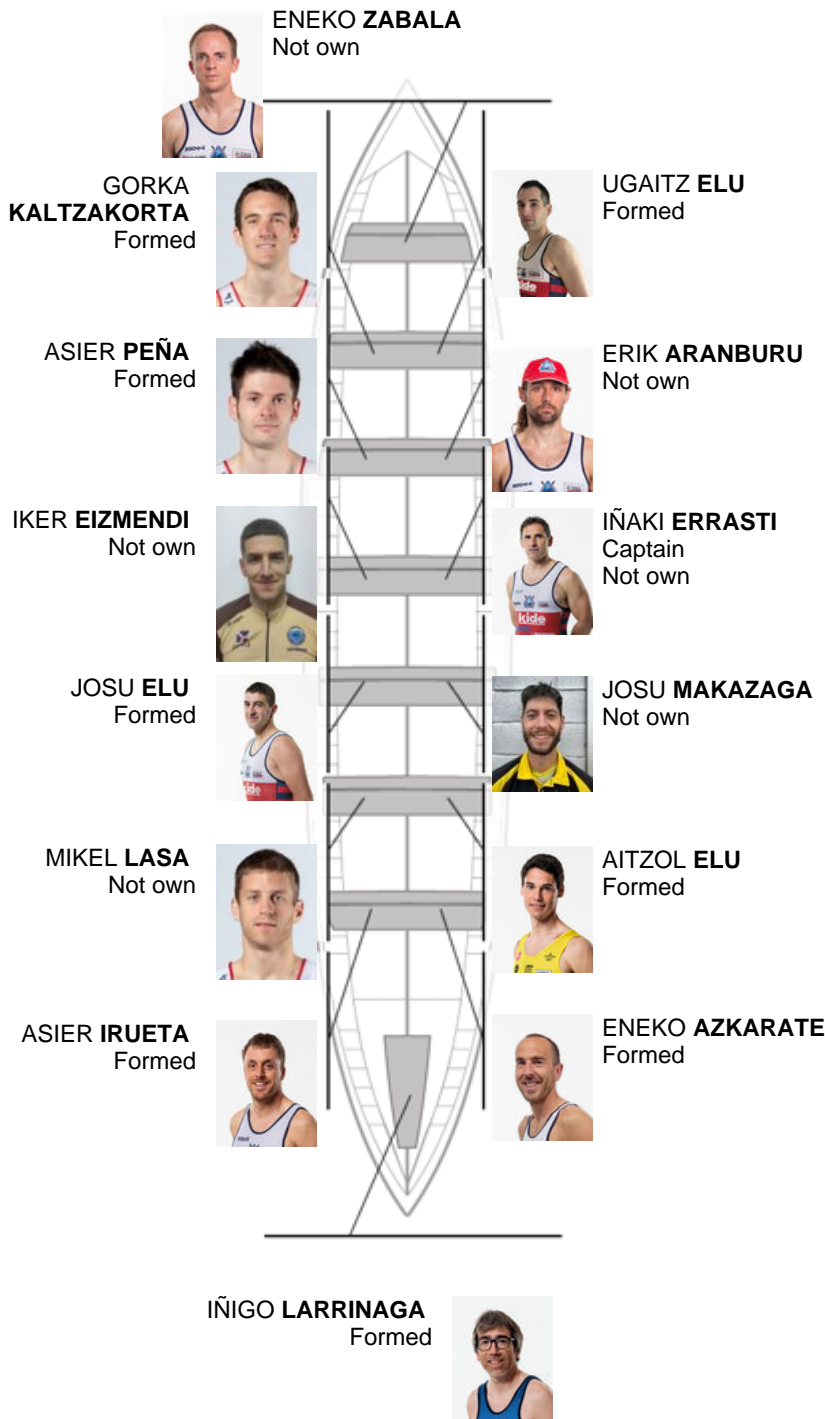 ENEKO ZABALA
Not own
GORKA
KALTZAKORTA
Formed
UGAITZ ELU
Formed
ASIER PEÑA
Formed
ERIK ARANBURU
Not own
IKER EIZMENDI
Not own
IÑAKI ERRASTI
Captain
Not own
kide
JOSU ELU
Formed
JOSU MAKAZAGA
Not own
MIKEL LASA
Not own
AITZOL ELU
Formed
ASIER IRUETA
Formed
ENEKO AZKARATE
Formed
IÑIGO LARRINAGA
Formed